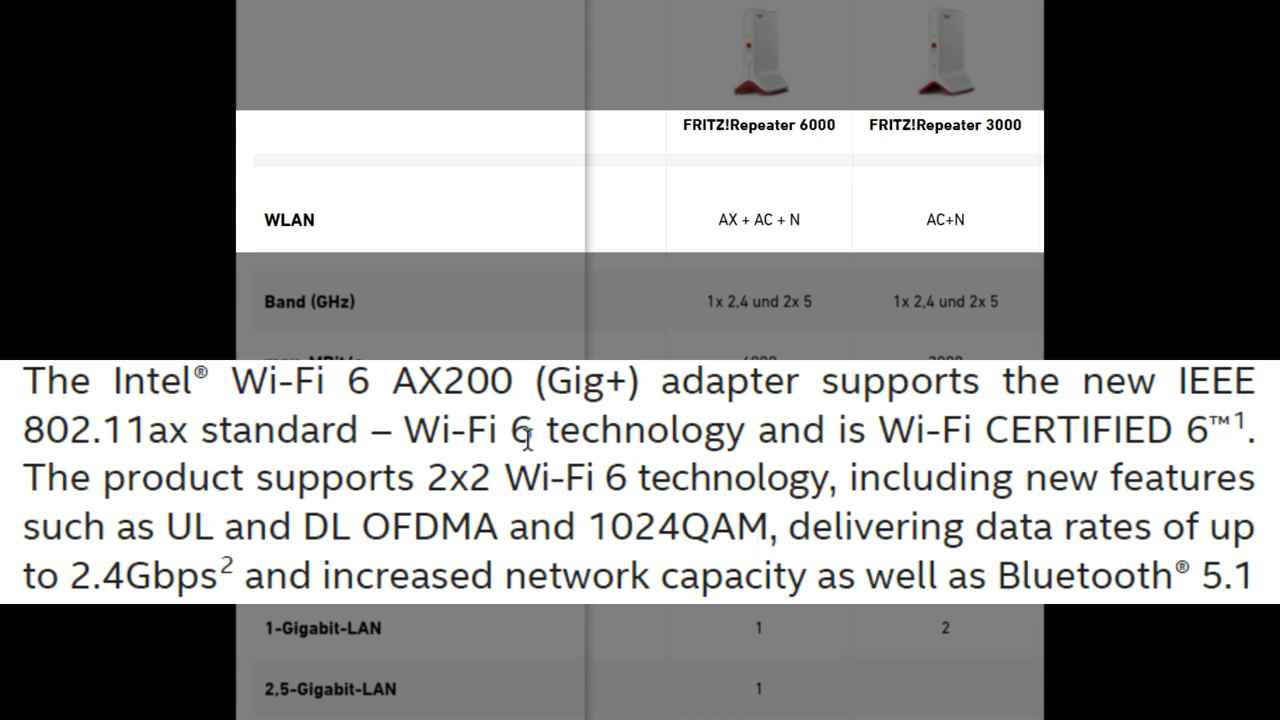 FRITZ!Repeater 6000 FRITZ!Repeater 3000
WLAN AX + AC + N AC+N
Band (GHz) 1x 2,4 und 2x 5 1x 2,4 und 2x 5
The Intel® Wi-Fi 6 AX200 (Gig+) adapter supports the new IEEE
802.11ax standard – Wi-Fi 6 technology and is Wi-Fi CERTIFIED 6™1.
The product supports 2x2 Wi-Fi 6 technology, including new features
such as UL and DL OFDMA and 1024QAM, delivering data rates of up
to 2.4Gbps2 and increased network capacity as well as Bluetooth® 5.1
1-Gigabit-LAN 1 2
2,5-Gigabit-LAN 1